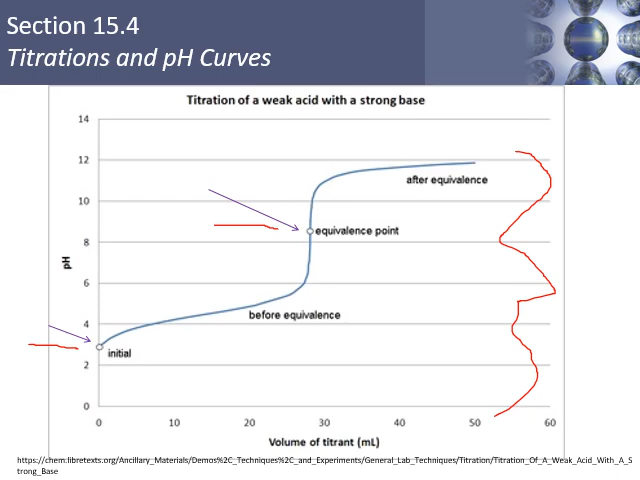 Section 15.4
Titrations and pH Curves
Titration of a weak acid with a strong base
14
12
after equivalence
10
equivalence point
8
pH
6
before equivalence
4
initial
2
0
0 10 20 30 40 50 60
Volume of titrant (mL)
https://chem.libretexts.org/Ancillary_Materials/Demos%2C_Techniques%2C_and_Experiments/General_Lab_Techniques/Titration/Titration_Of_A_Weak_Acid_With_A_S
trong_Base